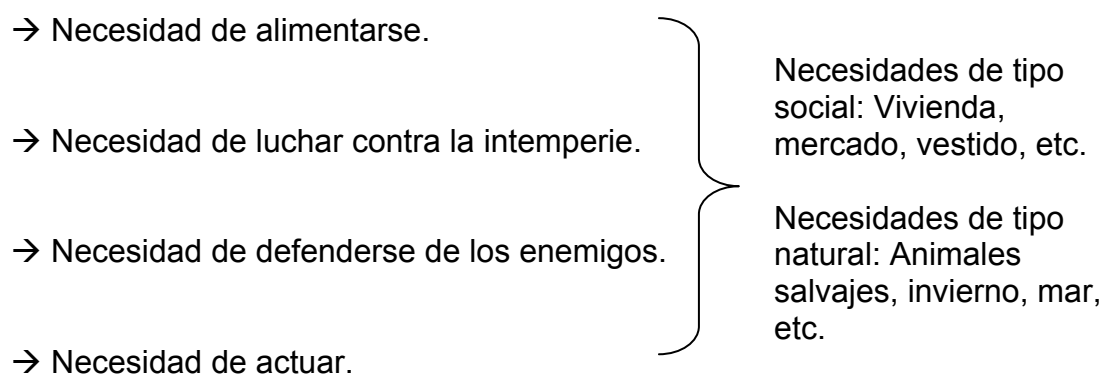 → Necesidad de alimentarse.
→ Necesidad de luchar contra la intemperie.
→ Necesidad de defenderse de los enemigos.
→ Necesidad de actuar.
Necesidades de tipo
social: Vivienda,
mercado, vestido, etc.
Necesidades de tipo
natural: Animales
salvajes, invierno, mar,
etc.